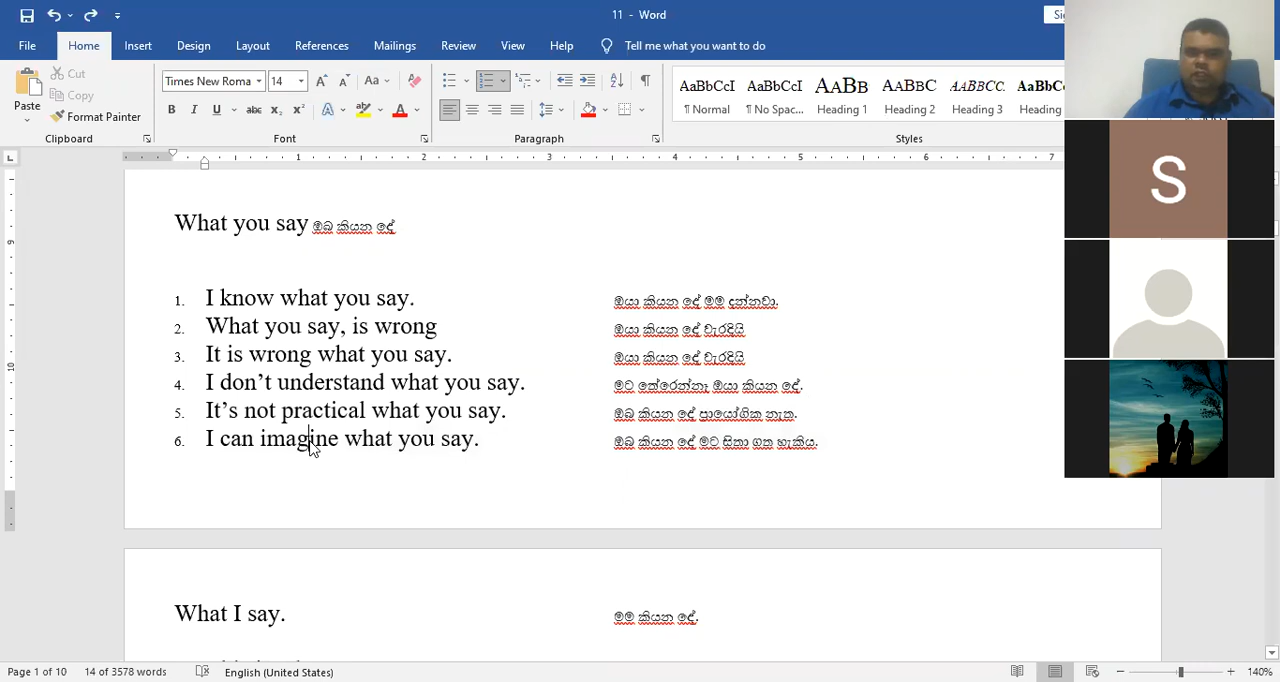 11 - Word
File Home Insert Design Layout References Mailings Review View Help Tell me what you want to do
Paste
Cut
Copy
Format Painter
Clipboard
Times New Roma 14
Font
Paragraph
AaBbCcI AaBbCcI AaBb AaBbC AaBbCC. AaBbC
¶ Normal ¶ No Spac... Heading 1 Heading 2 Heading 3 Heading
Styles
S
What you say ඔබ කියන දේ
1. I know what you say. ඔයා කියන දේ මම දන්නවා.
2. What you say, is wrong ඔයා කියන දේ වැරදියි
3. It is wrong what you say. ඔයා කියන දේ වැරදියි
4. I don’t understand what you say. මට තේරෙන්නෑ ඔයා කියන දේ.
5. It’s not practical what you say. ඔබ කියන දේ ප්‍රායෝගික නැත.
6. I can imagine what you say. ඔබ කියන දේ මට සිතා ගත හැකිය.
What I say. මම කියන දේ.
Page 1 of 10 14 of 3578 words English (United States) 140%